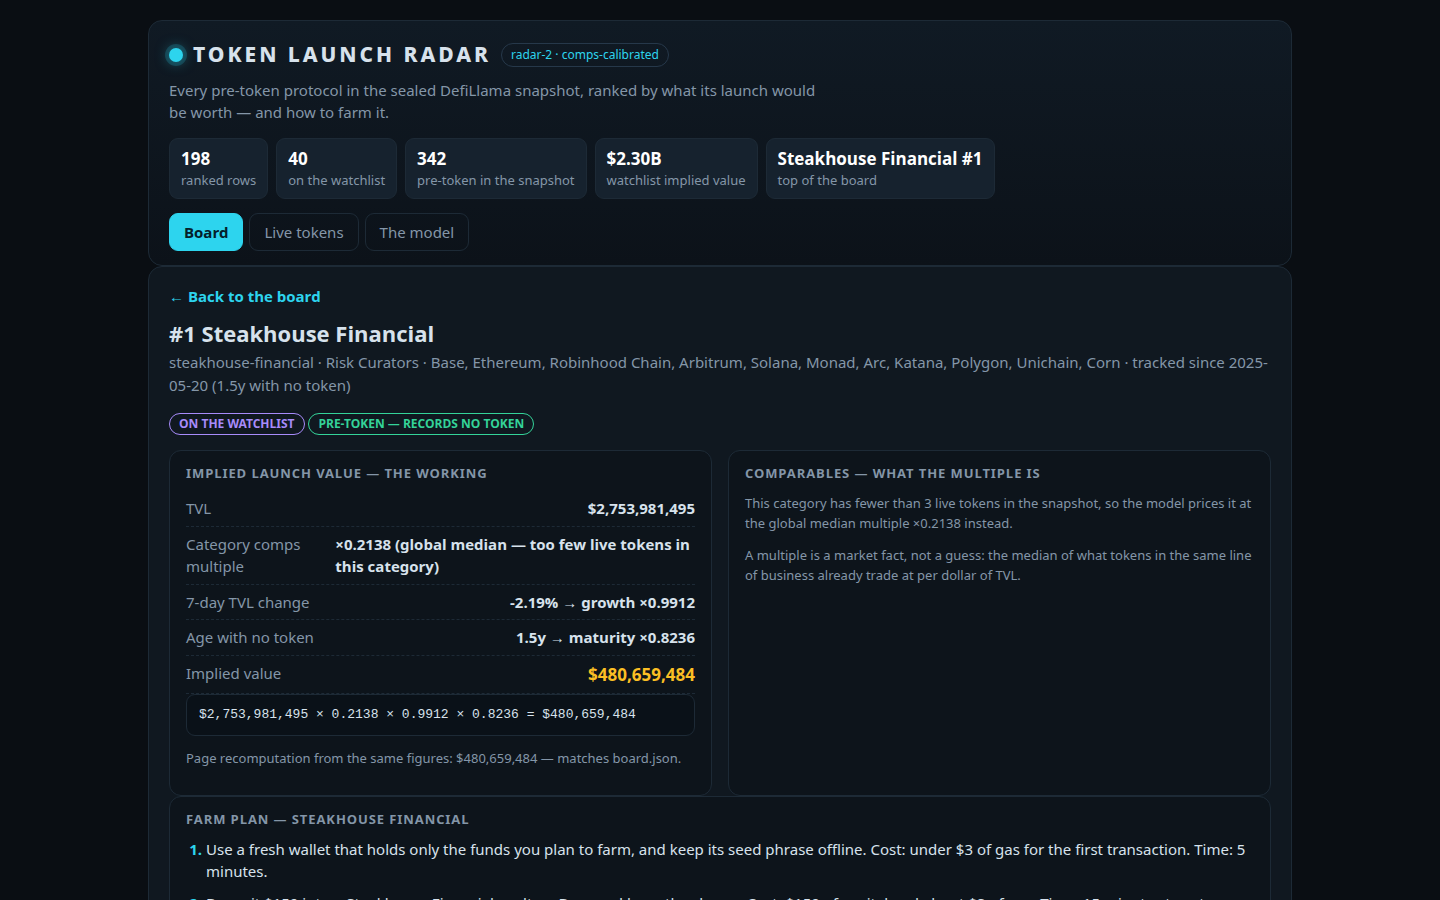 TOKEN LAUNCH RADAR radar-2 · comps-calibrated
Every pre-token protocol in the sealed DefiLlama snapshot, ranked by what its launch would
be worth — and how to farm it.
198 40 342 $2.30B Steakhouse Financial #1
ranked rows on the watchlist pre-token in the snapshot watchlist implied value top of the board
Board Live tokens The model
← Back to the board
#1 Steakhouse Financial
steakhouse-financial · Risk Curators · Base, Ethereum, Robinhood Chain, Arbitrum, Solana, Monad, Arc, Katana, Polygon, Unichain, Corn · tracked since 2025-
05-20 (1.5y with no token)
ON THE WATCHLIST PRE-TOKEN — RECORDS NO TOKEN
IMPLIED LAUNCH VALUE — THE WORKING
TVL $2,753,981,495
Category comps multiple ×0.2138 (global median — too few live tokens in
this category)
7-day TVL change -2.19% → growth ×0.9912
Age with no token 1.5y → maturity ×0.8236
Implied value $480,659,484
$2,753,981,495 × 0.2138 × 0.9912 × 0.8236 = $480,659,484
Page recomputation from the same figures: $480,659,484 — matches board.json.
COMPARABLES — WHAT THE MULTIPLE IS
This category has fewer than 3 live tokens in the snapshot, so the model prices it at
the global median multiple ×0.2138 instead.
A multiple is a market fact, not a guess: the median of what tokens in the same line
of business already trade at per dollar of TVL.
FARM PLAN — STEAKHOUSE FINANCIAL
1. Use a fresh wallet that holds only the funds you plan to farm, and keep its seed phrase offline. Cost: under $3 of gas for the first transaction. Time: 5
minutes.